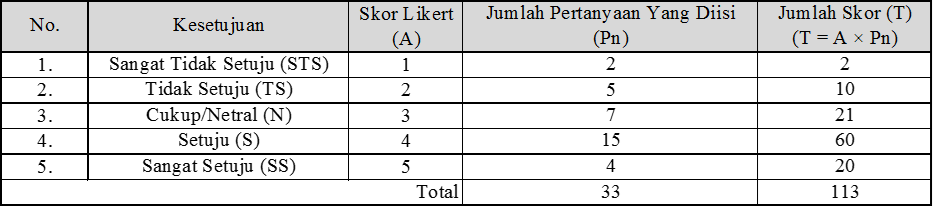 No. Kesetujuan Skor Likert (A) Jumlah Pertanyaan Yang Diisi (Pn) Jumlah Skor (T) (T = A × Pn)
1. Sangat Tidak Setuju (STS) 1 2 2
2. Tidak Setuju (TS) 2 5 10
3. Cukup/Netral (N) 3 7 21
4. Setuju (S) 4 15 60
5. Sangat Setuju (SS) 5 4 20
Total 33 113